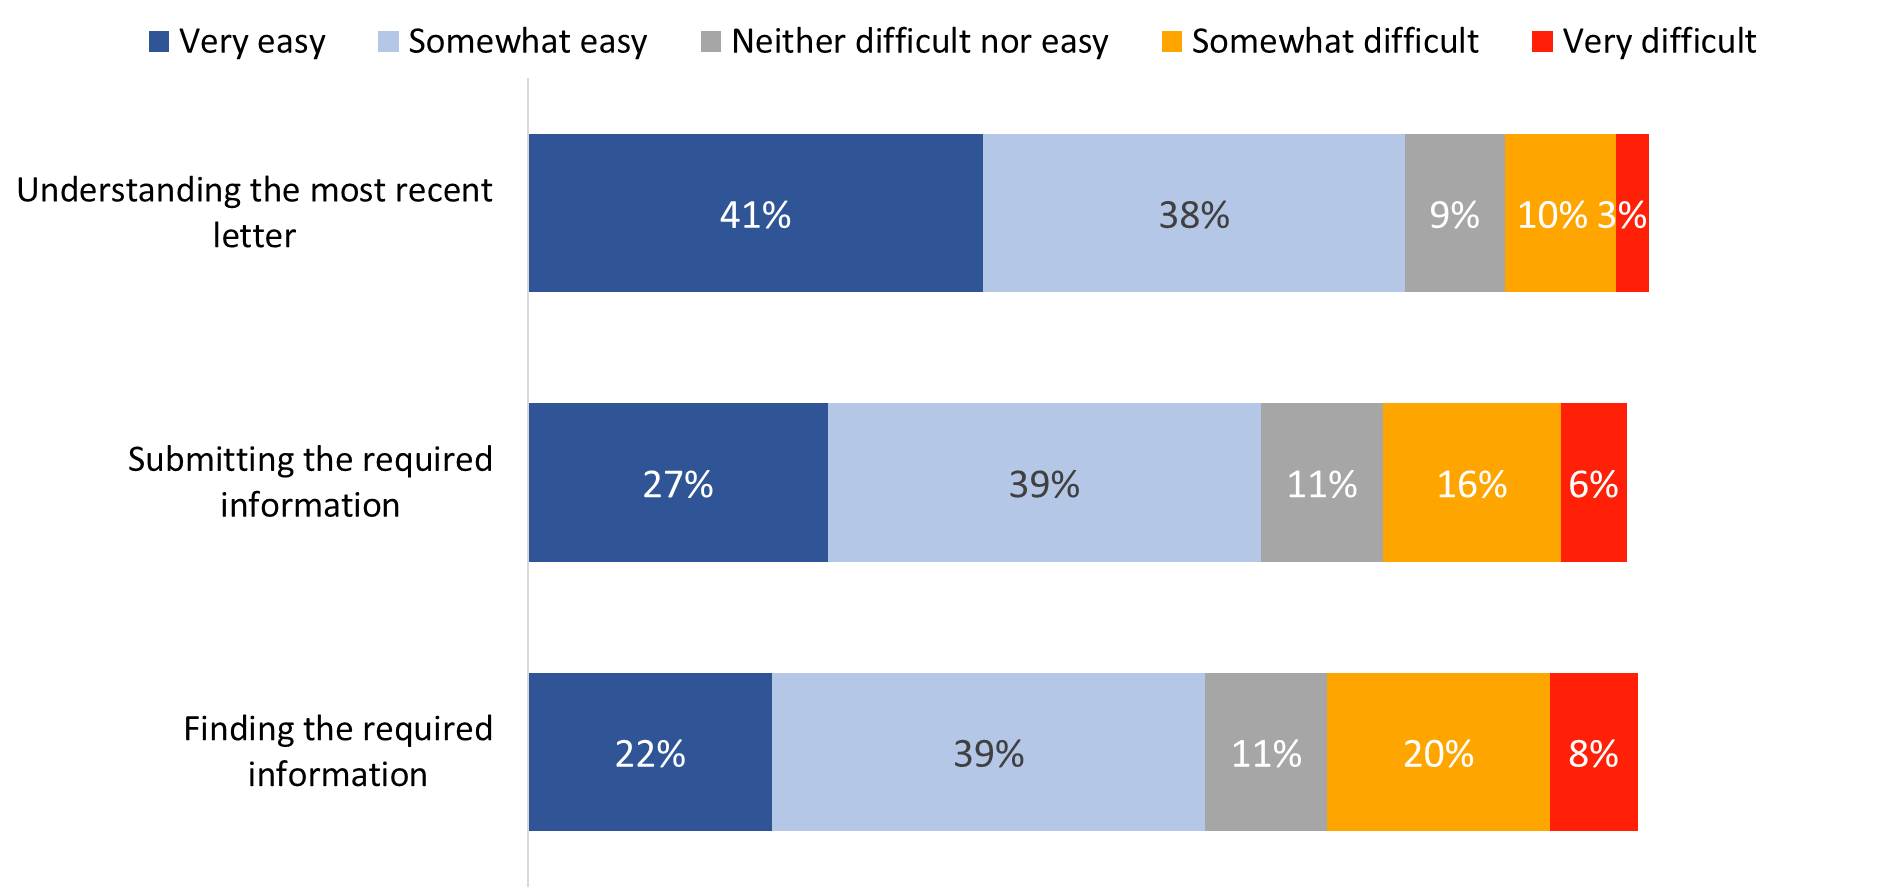 Very easy Somewhat easy Neither difficult nor easy Somewhat difficult Very difficult
Understanding the most recent
letter
41% 38% 9% 10% 3%
Submitting the required
information
27% 39% 11% 16% 6%
Finding the required
information
22% 39% 11% 20% 8%